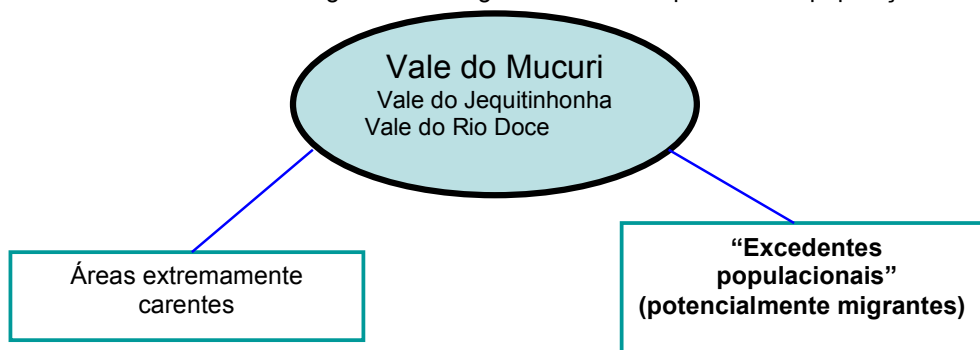 Vale do Mucuri
Vale do Jequitinhonha
Vale do Rio Doce
Áreas extremamente
carentes
“Excedentes
populacionais”
(potencialmente migrantes)